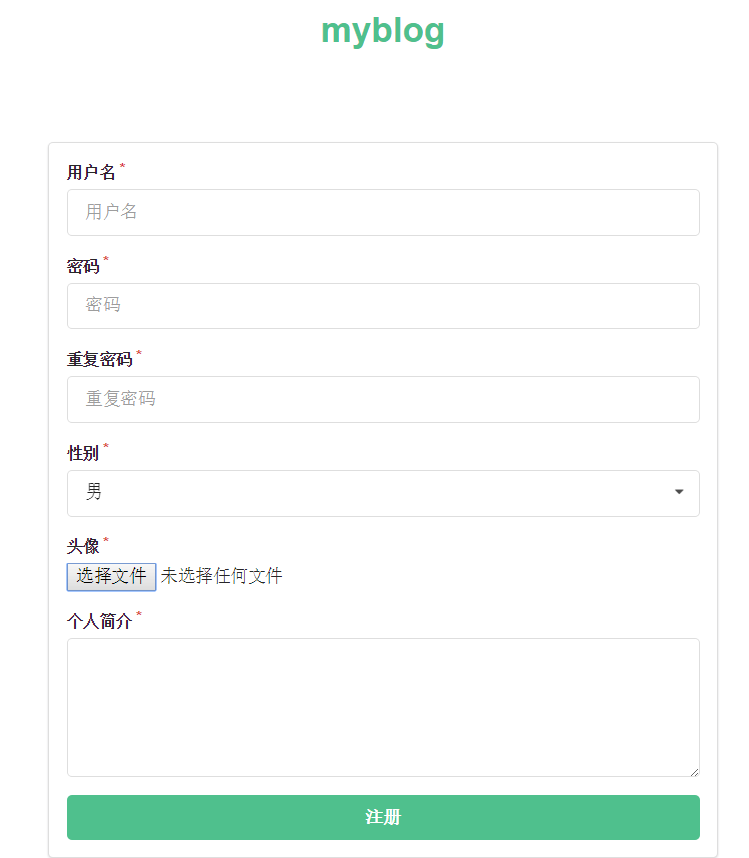 myblog
用户名 *
用户名
密码 *
密码
重复密码 *
重复密码
性别 *
男
头像 *
选择文件 未选择任何文件
个人简介 *
注册